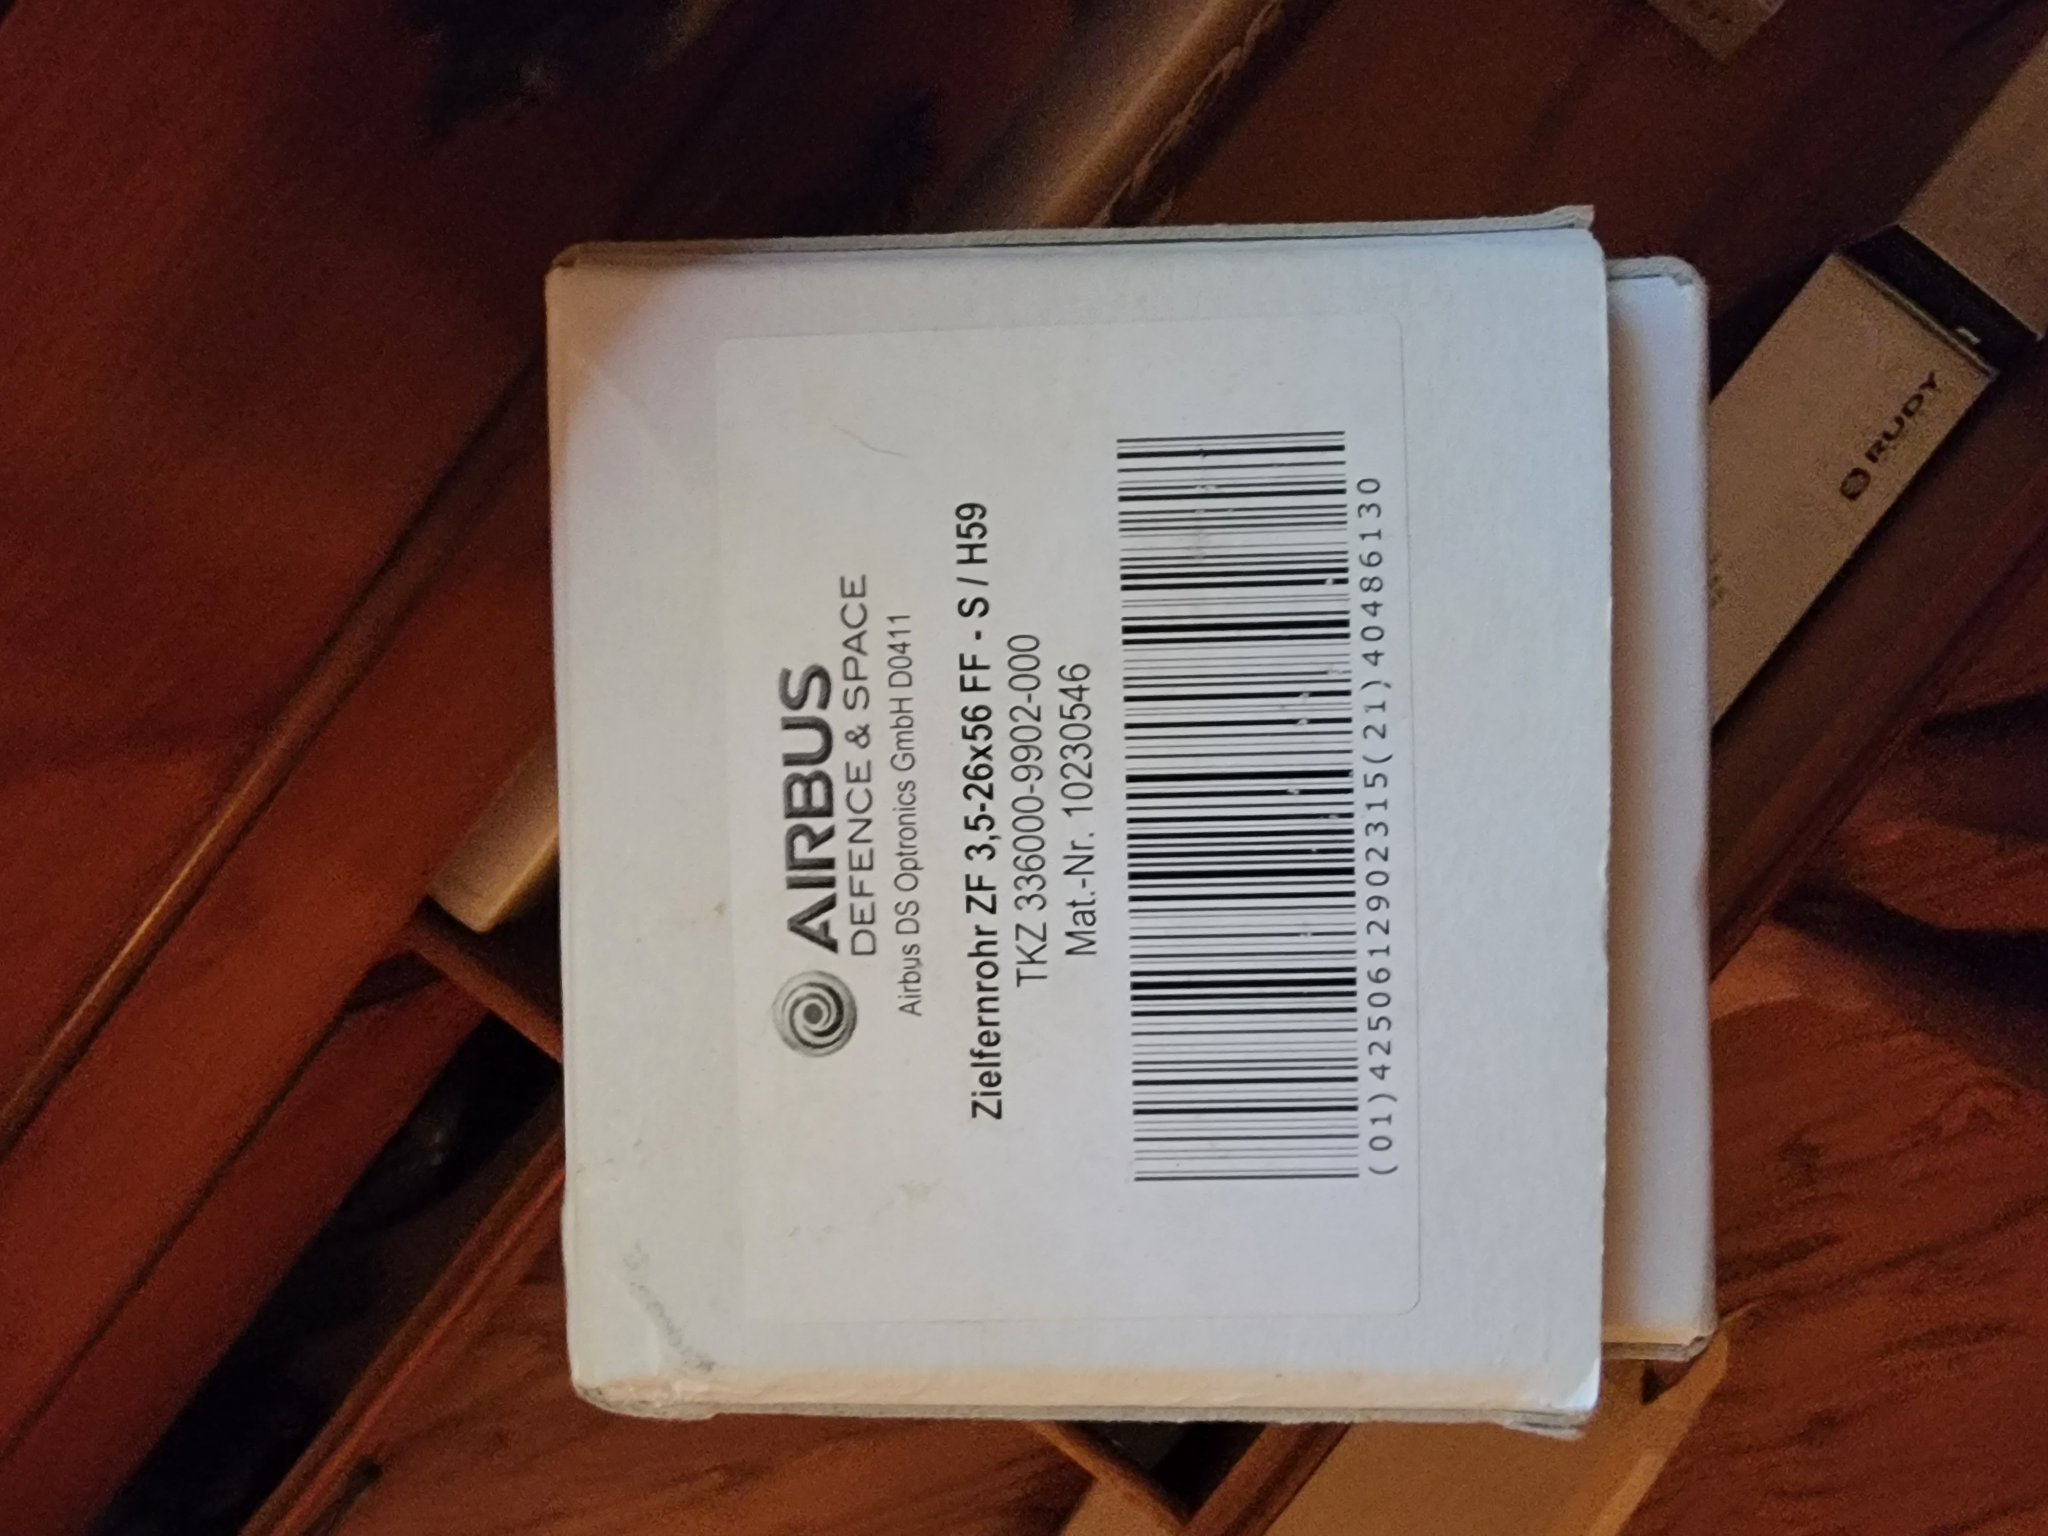 AIRBUS
DEFENCE & SPACE
Airbus DS Optronics GmbH D0411
Zielfernrohr ZF 3,5-26x56 FF - S / H59
TKZ 336000-9902-000
Mat.-Nr. 10230546
(01)4250612902315(21)40486130
RUDY